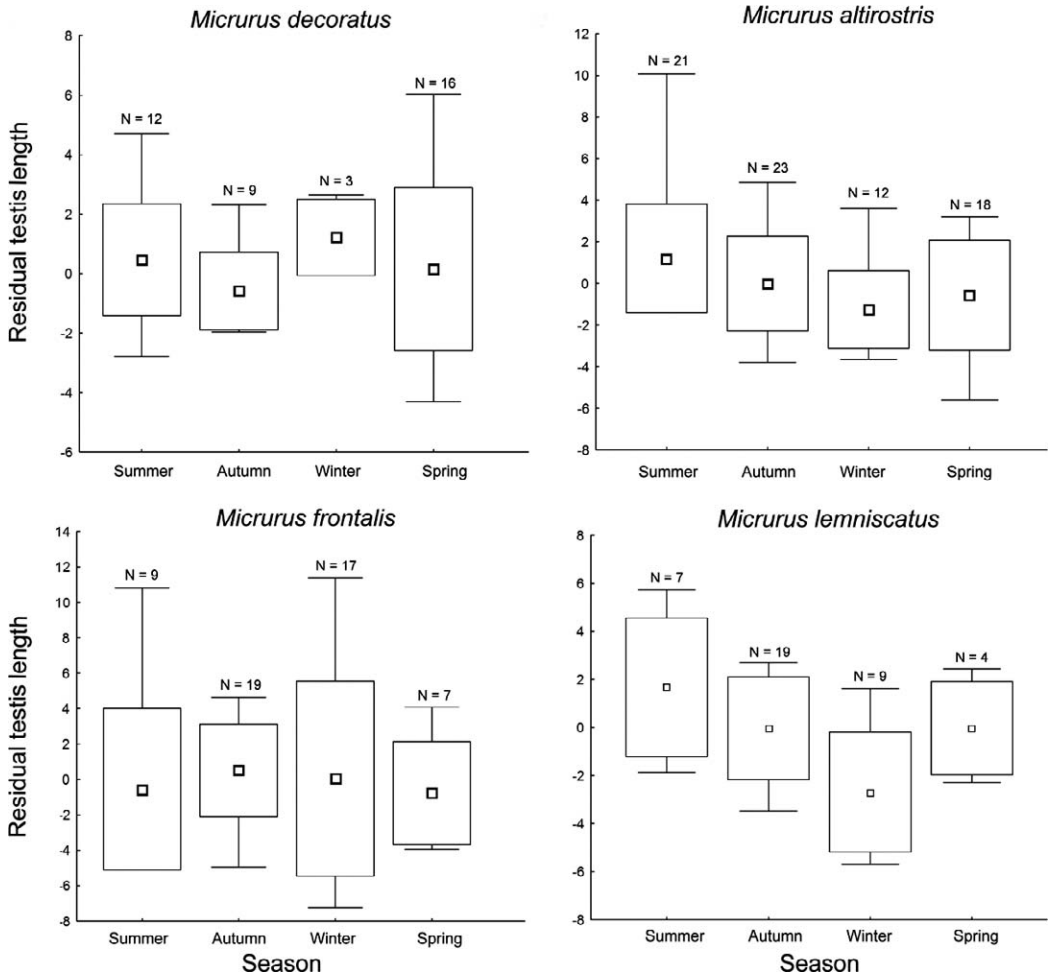 Micrurus decoratus
Residual testis length
8
6
4
2
0
-2
-4
-6
N = 12
N = 9
N = 3
N = 16
Summer
Autumn
Winter
Spring
Micrurus altirostris
12
10
8
6
4
2
0
-2
-4
-6
-8
N = 21
N = 23
N = 12
N = 18
Summer
Autumn
Winter
Spring
Micrurus frontalis
Residual testis length
14
12
10
8
6
4
2
0
-2
-4
-6
-8
N = 9
N = 19
N = 17
N = 7
Summer
Autumn
Winter
Spring
Season
Micrurus lemniscatus
8
6
4
2
0
-2
-4
-6
-8
N = 7
N = 19
N = 9
N = 4
Summer
Autumn
Winter
Spring
Season